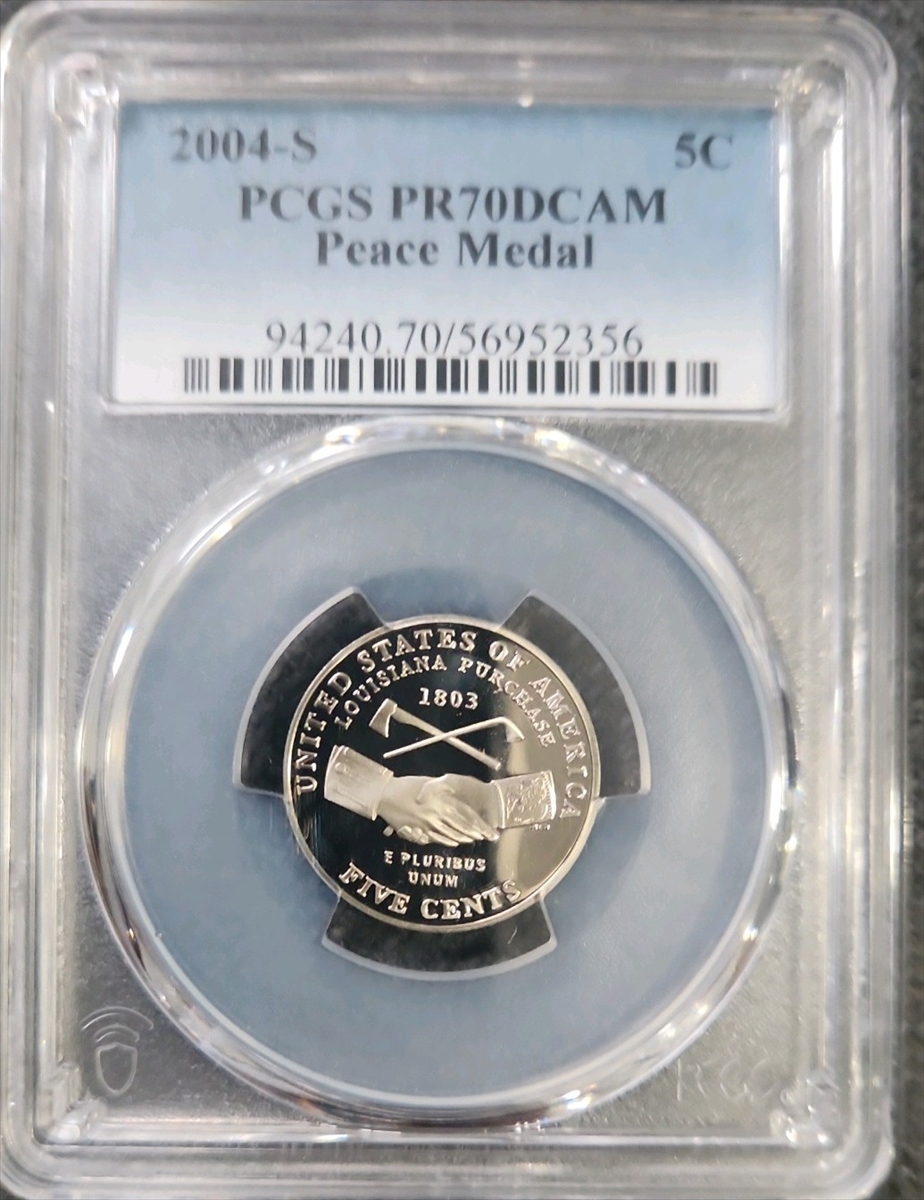 2004-S 5C
PCGS PR70DCAM
Peace Medal
94240.70/56952356
UNITED STATES OF AMERICA
LOUISIANA PURCHASE
1803
E PLURIBUS
UNUM
FIVE CENTS